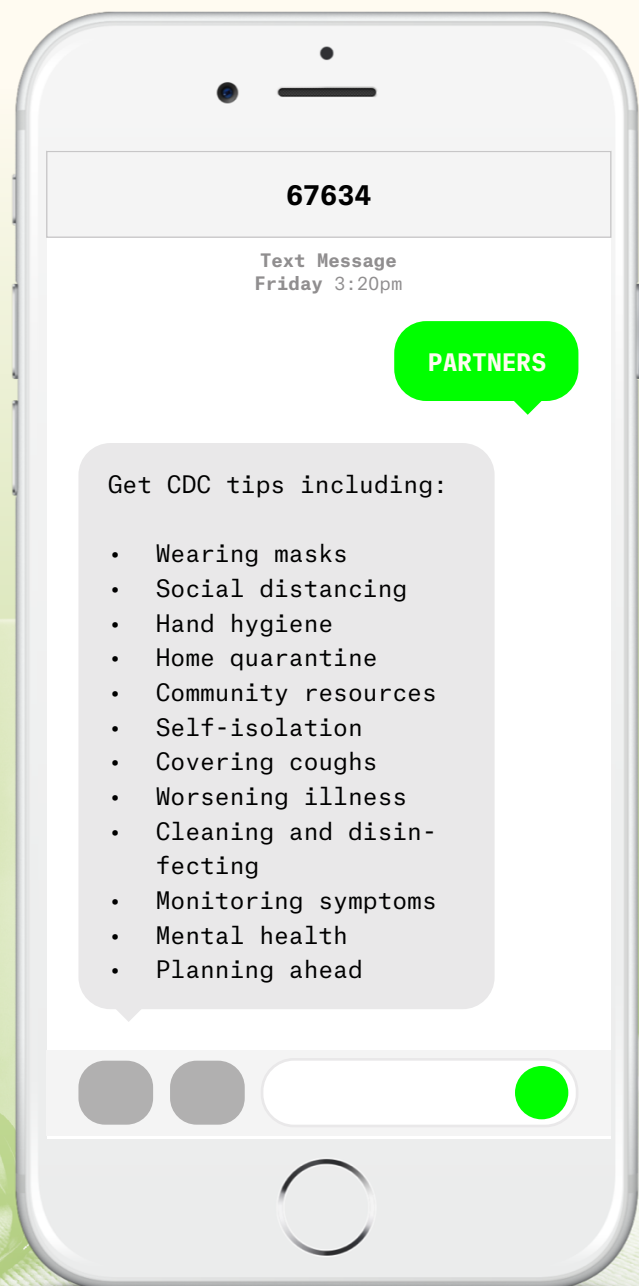 67634
Text Message
Friday 3:20pm
PARTNERS
Get CDC tips including:
• Wearing masks
• Social distancing
• Hand hygiene
• Home quarantine
• Community resources
• Self-isolation
• Covering coughs
• Worsening illness
• Cleaning and disin-
fecting
• Monitoring symptoms
• Mental health
• Planning ahead